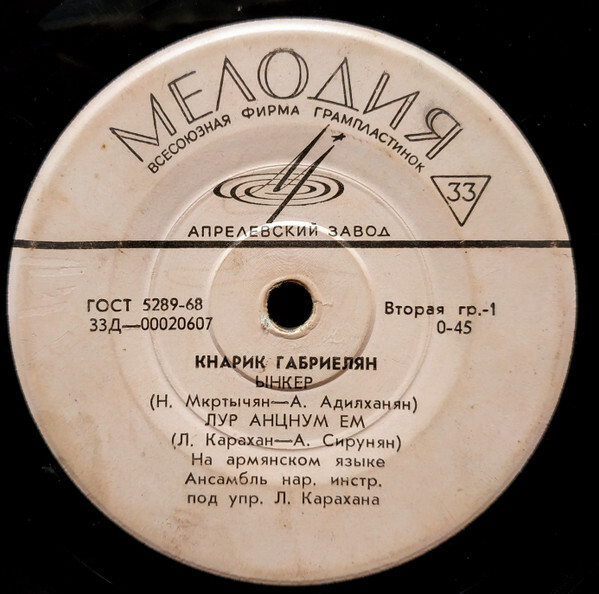 МЕЛОДИЯ
ВСЕСОЮЗНАЯ ФИРМА ГРАМПЛАСТИНОК
33
АПРЕЛЕВСКИЙ ЗАВОД
ГОСТ 5289-68
33Д—00020607
Вторая гр.-1
0-45
КНАРИК ГАБРИЕЛЯН
ЫНКЕР
(Н. Мкртычян—А. Адилханян)
ЛУР АНЦНУМ ЕМ
(Л. Карахан—А. Сирунян)
На армянском языке
Ансамбль нар. инстр.
под упр. Л. Карахана